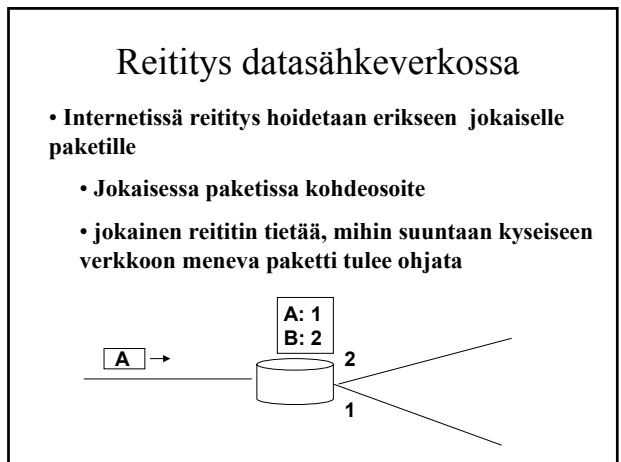 Reititys datasähkeverkossa
• Internetissä reititys hoidetaan erikseen jokaiselle
paketille
• Jokaisessa paketissa kohdeosoite
• jokainen reititin tietää, mihin suuntaan kyseiseen
verkkoon meneva paketti tulee ohjata
A: 1
B: 2
A
2
1